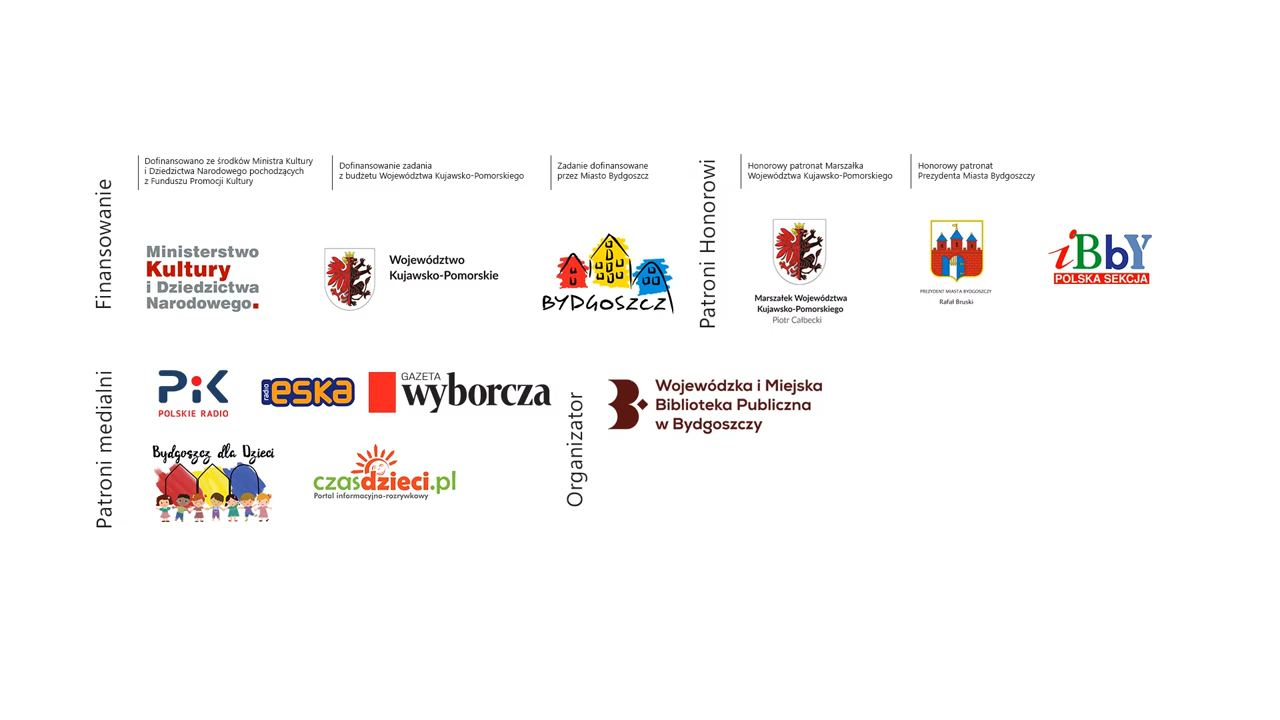 Finansowanie
Dofinansowano ze środków Ministra Kultury
i Dziedzictwa Narodowego pochodzących
z Funduszu Promocji Kultury
Dofinansowanie zadania
z budżetu Województwa Kujawsko-Pomorskiego
Zadanie dofinansowane
przez Miasto Bydgoszcz
Ministerstwo
Kultury
i Dziedzictwa
Narodowego
Województwo
Kujawsko-Pomorskie
BYDGOSZCZ
Patroni Honorowi
Honorowy patronat Marszałka
Województwa Kujawsko-Pomorskiego
Honorowy patronat
Prezydenta Miasta Bydgoszczy
Marszałek Województwa
Kujawsko-Pomorskiego
Piotr Całbecki
PREZYDENT MIASTA BYDGOSZCZY
Rafał Bruski
iBbY
POLSKA SEKCJA
Patroni medialni
PiK
POLSKIE RADIO
radio
eska
GAZETA
wyborcza
Bydgoszcz dla Dzieci
czasdzieci.pl
Portal informacyjno-rozrywkowy
Organizator
Wojewódzka i Miejska
Biblioteka Publiczna
w Bydgoszczy